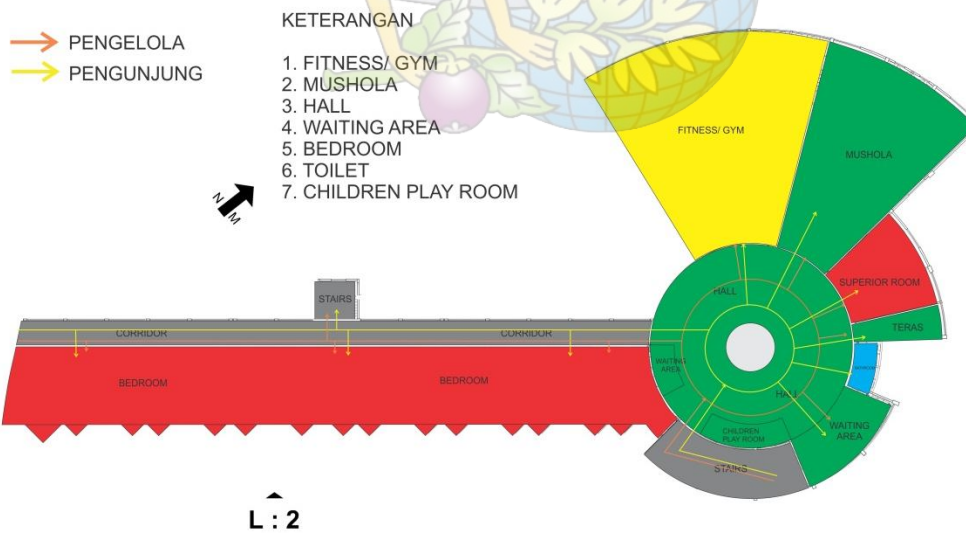 PENGELOLA
PENGUNJUNG
KETERANGAN
1. FITNESS/ GYM
2. MUSHOLA
3. HALL
4. WAITING AREA
5. BEDROOM
6. TOILET
7. CHILDREN PLAY ROOM
N M
FITNESS/ GYM
MUSHOLA
SUPERIOR ROOM
TERAS
HALL
STAIRS
CORRIDOR
CORRIDOR
WAITING
AREA
BEDROOM
BEDROOM
HALL
WAITING
AREA
CHILDREN
PLAY ROOM
STAIRS
L : 2